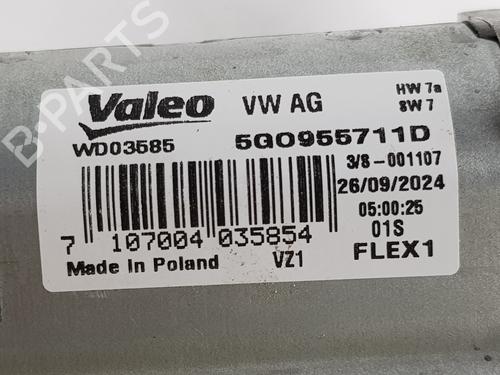 Valeo VW AG HW 7a
SW 7
WD03585 5Q0955711D
3/8-001107
26/09/2024
05:00:25
01S
7 107004 035854
Made In Poland VZ1 FLEX1
B-PARTS